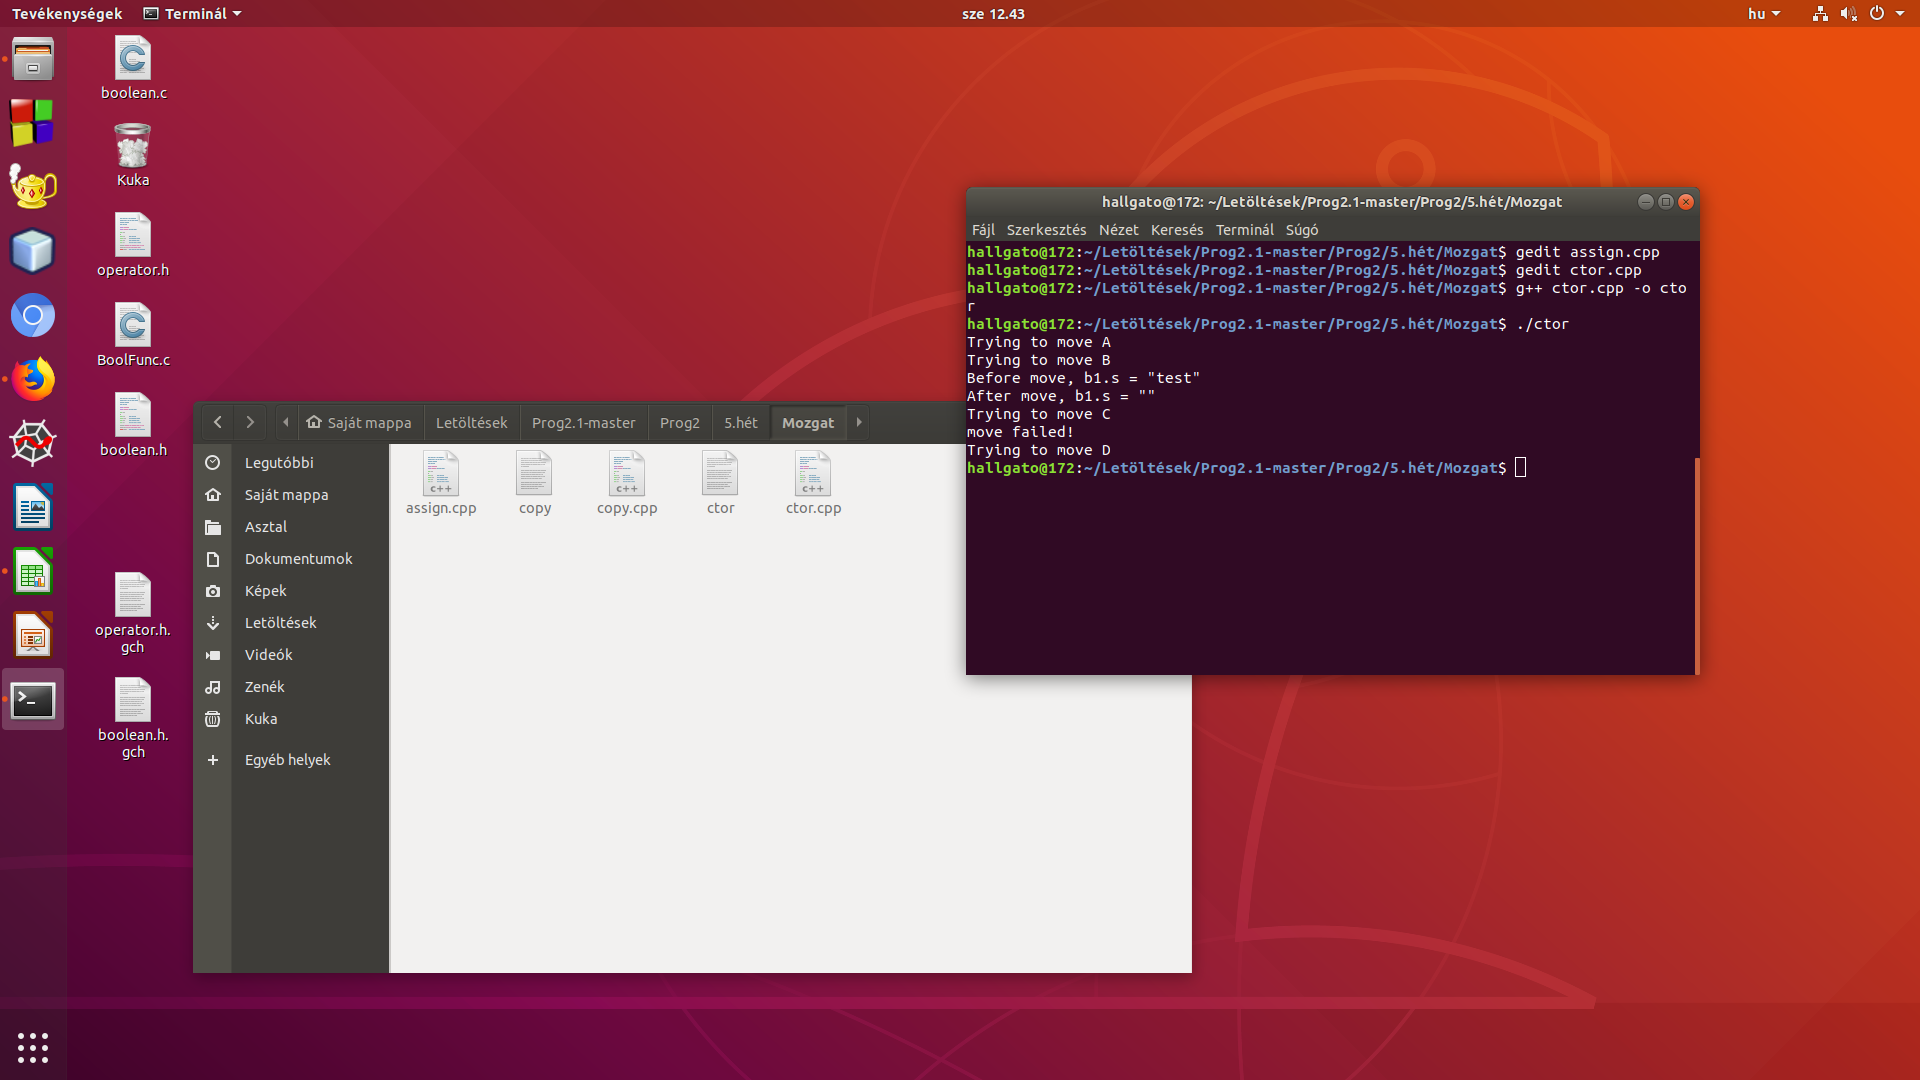 Tevékenységek
Terminál
sze 12.43
hu
boolean.c
Kuka
operator.h
BoolFunc.c
boolean.h
operator.h.
gch
boolean.h.
gch
Saját mappa
Letöltések
Prog2.1-master
Prog2
5.hét
Mozgat
Legutóbbi
Saját mappa
Asztal
Dokumentumok
Képek
Letöltések
Videók
Zenék
Kuka
Egyéb helyek
assign.cpp
copy
copy.cpp
ctor
ctor.cpp
hallgato@172: ~/Letöltések/Prog2.1-master/Prog2/5.hét/Mozgat
Fájl Szerkesztés Nézet Keresés Terminál Súgó
hallgato@172:~/Letöltések/Prog2.1-master/Prog2/5.hét/Mozgat$ gedit assign.cpp
hallgato@172:~/Letöltések/Prog2.1-master/Prog2/5.hét/Mozgat$ gedit ctor.cpp
hallgato@172:~/Letöltések/Prog2.1-master/Prog2/5.hét/Mozgat$ g++ ctor.cpp -o cto
r
hallgato@172:~/Letöltések/Prog2.1-master/Prog2/5.hét/Mozgat$ ./ctor
Trying to move A
Trying to move B
Before move, b1.s = "test"
After move, b1.s = ""
Trying to move C
move failed!
Trying to move D
hallgato@172:~/Letöltések/Prog2.1-master/Prog2/5.hét/Mozgat$